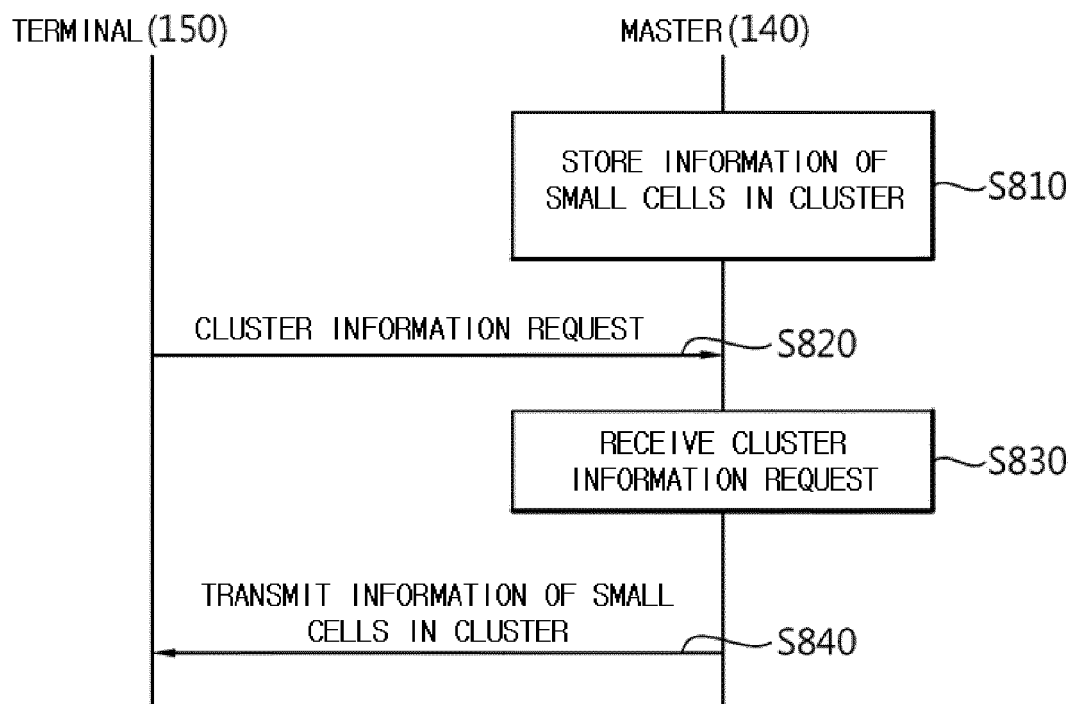 TERMINAL(150)
MASTER(140)
STORE INFORMATION OF
SMALL CELLS IN CLUSTER
S810
CLUSTER INFORMATION REQUEST
S820
RECEIVE CLUSTER
INFORMATION REQUEST
S830
TRANSMIT INFORMATION OF SMALL
CELLS IN CLUSTER
S840